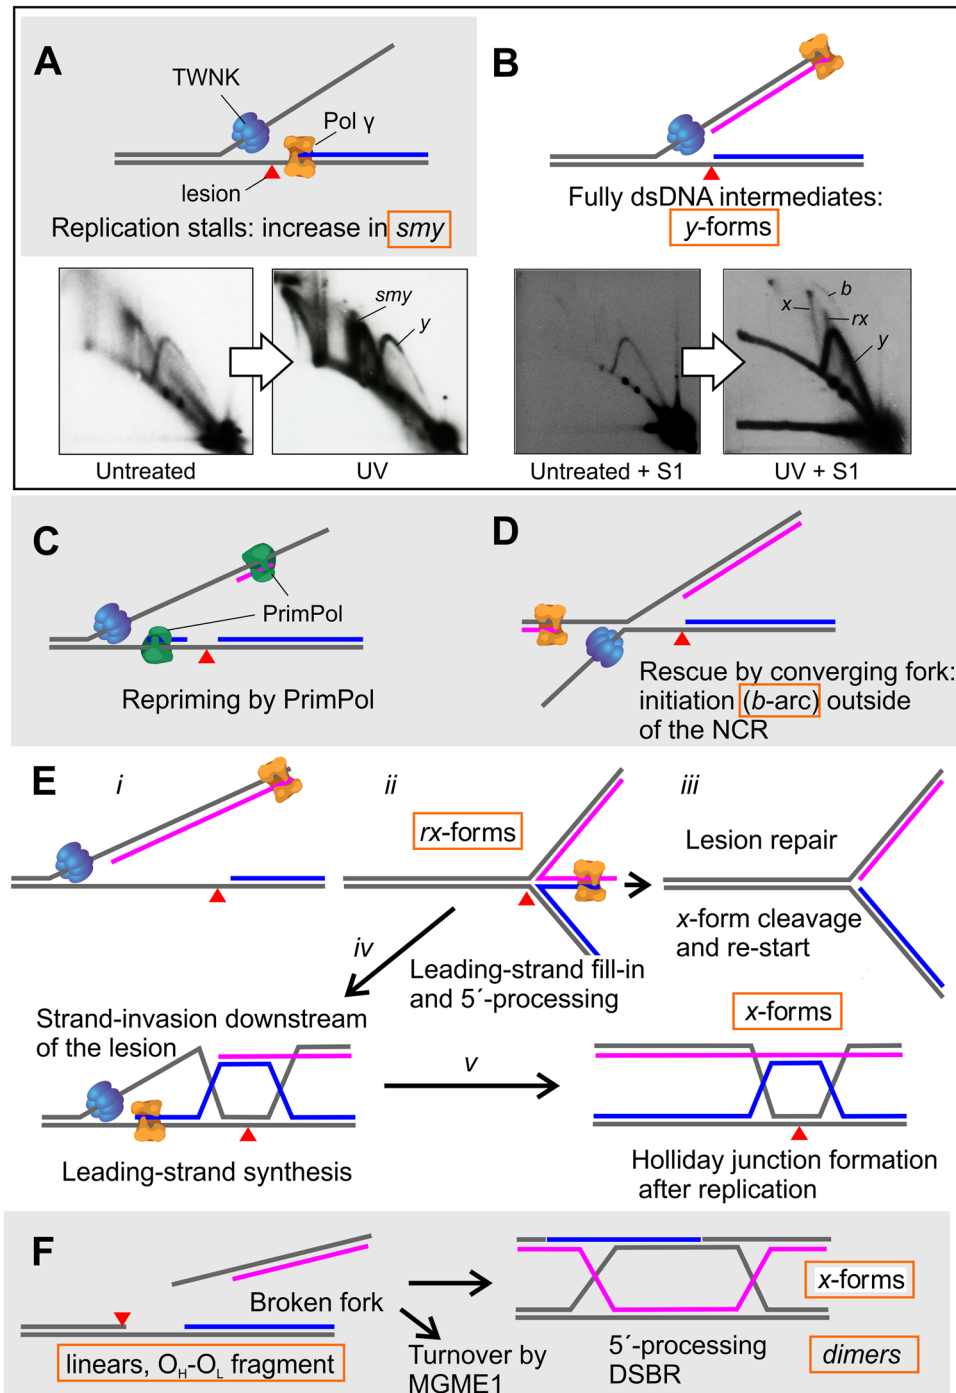 A
TWNK
Pol γ
lesion
Replication stalls: increase in smy
B
Fully dsDNA intermediates:
y-forms
smy
y
Untreated
UV
b
x
rx
y
Untreated + S1
UV + S1
C
PrimPol
Repriming by PrimPol
D
Rescue by converging fork:
initiation (b-arc) outside
of the NCR
E
i
ii
rx-forms
iii
Lesion repair
x-form cleavage
and re-start
iv
Leading-strand fill-in
and 5´-processing
Strand-invasion downstream
of the lesion
Leading-strand synthesis
v
x-forms
Holliday junction formation
after replication
F
Broken fork
linears, OH-OL fragment
Turnover by
MGME1
x-forms
5´-processing
DSBR
dimers